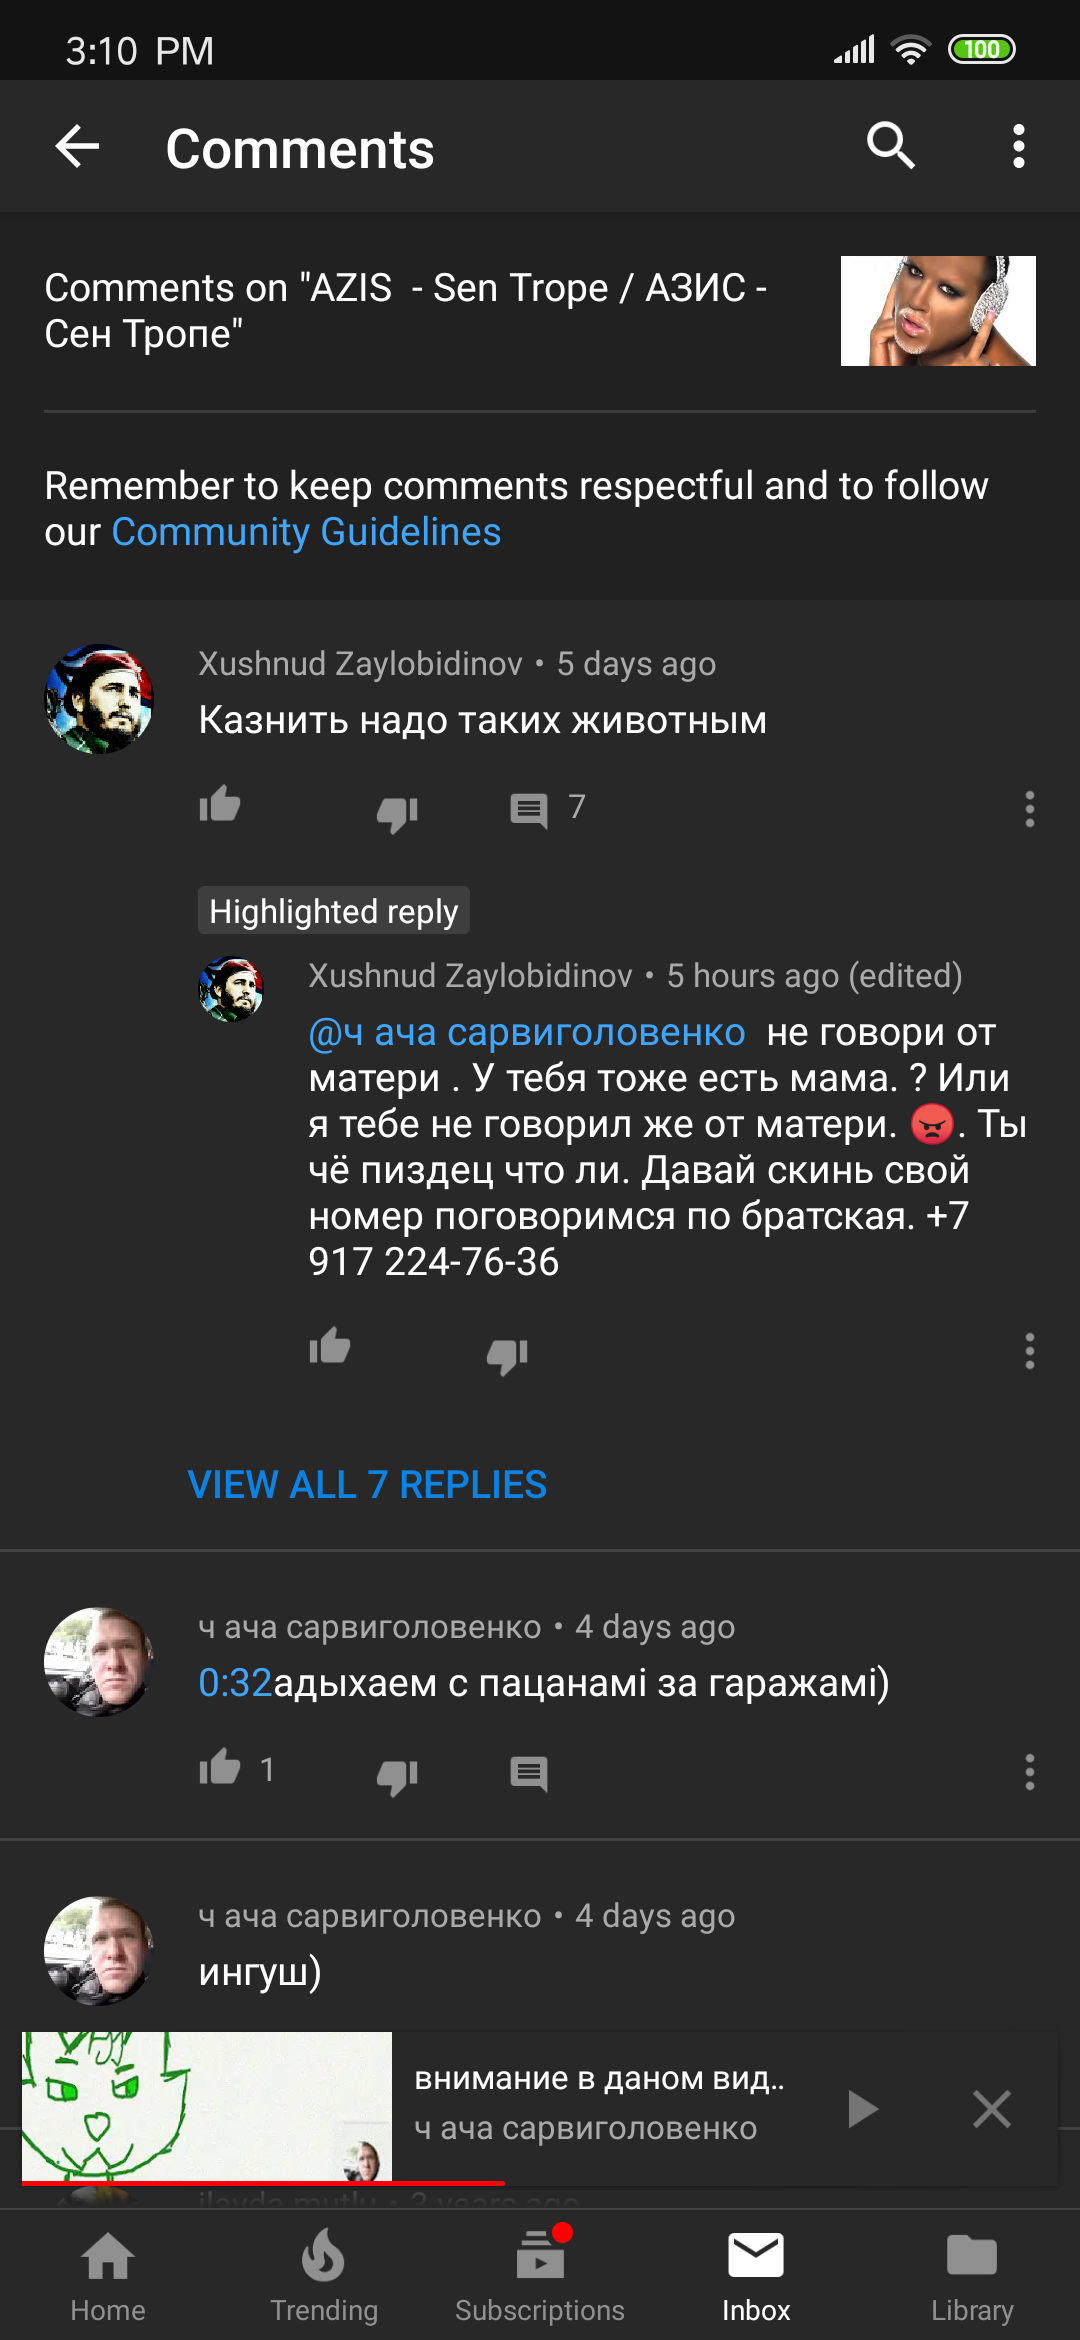 3:10 PM
100
Comments
Comments on "AZIS - Sen Trope / АЗИС -
Сен Тропе"
Remember to keep comments respectful and to follow
our Community Guidelines
Xushnud Zaylobidinov • 5 days ago
Казнить надо таких животным
7
Highlighted reply
Xushnud Zaylobidinov • 5 hours ago (edited)
@ч ача сарвиголовенко не говори от
матери . У тебя тоже есть мама. ? Или
я тебе не говорил же от матери. 😡. Ты
чё пиздец что ли. Давай скинь свой
номер поговоримся по братская. +7
917 224-76-36
VIEW ALL 7 REPLIES
ч ача сарвиголовенко • 4 days ago
0:32адыхаем с пацанамі за гаражамі)
1
ч ача сарвиголовенко • 4 days ago
ингуш)
внимание в даном вид..
ч ача сарвиголовенко
ilayda mutlu • 3 years ago
Home
Trending
Subscriptions
Inbox
Library